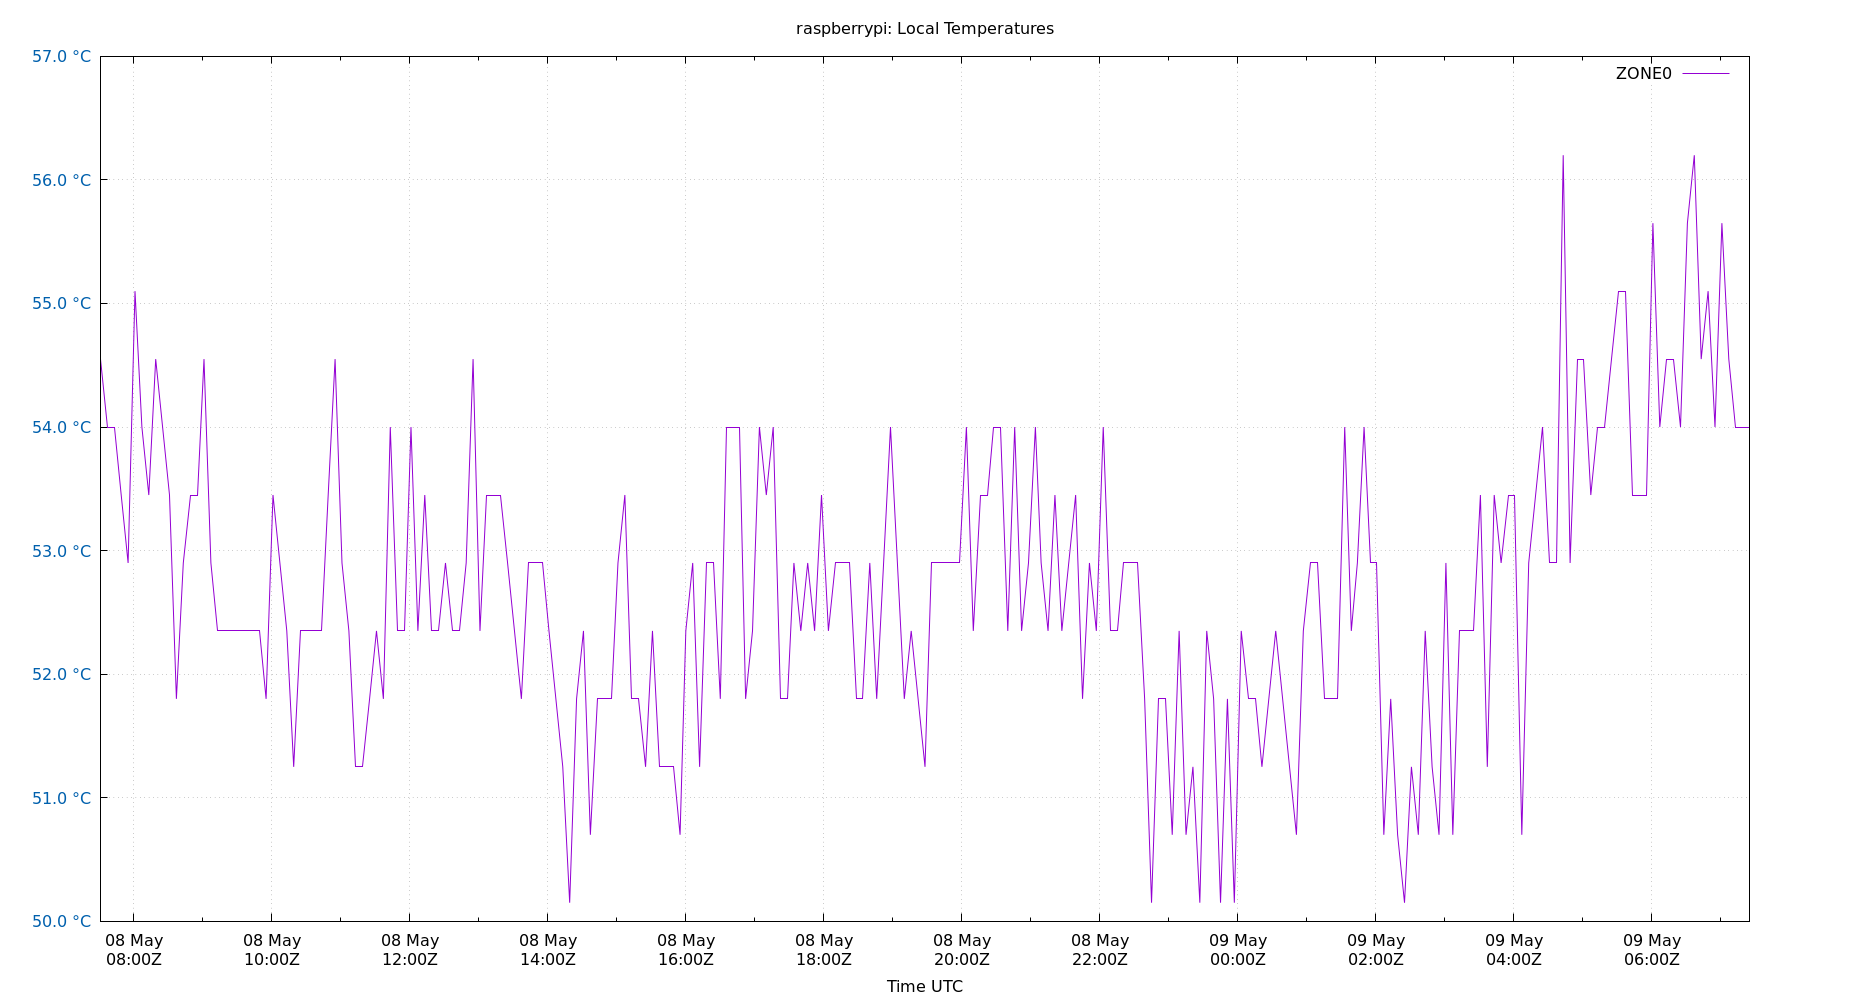 raspberrypi: Local Temperatures
57.0 °C
ZONE0
56.0 °C
55.0 °C
54.0 °C
53.0 °C
52.0 °C
51.0 °C
50.0 °C
08 May 08 May 08 May 08 May 08 May 08 May 08 May 08 May 09 May 09 May 09 May 09 May
08:00Z 10:00Z 12:00Z 14:00Z 16:00Z 18:00Z 20:00Z 22:00Z 00:00Z 02:00Z 04:00Z 06:00Z
Time UTC